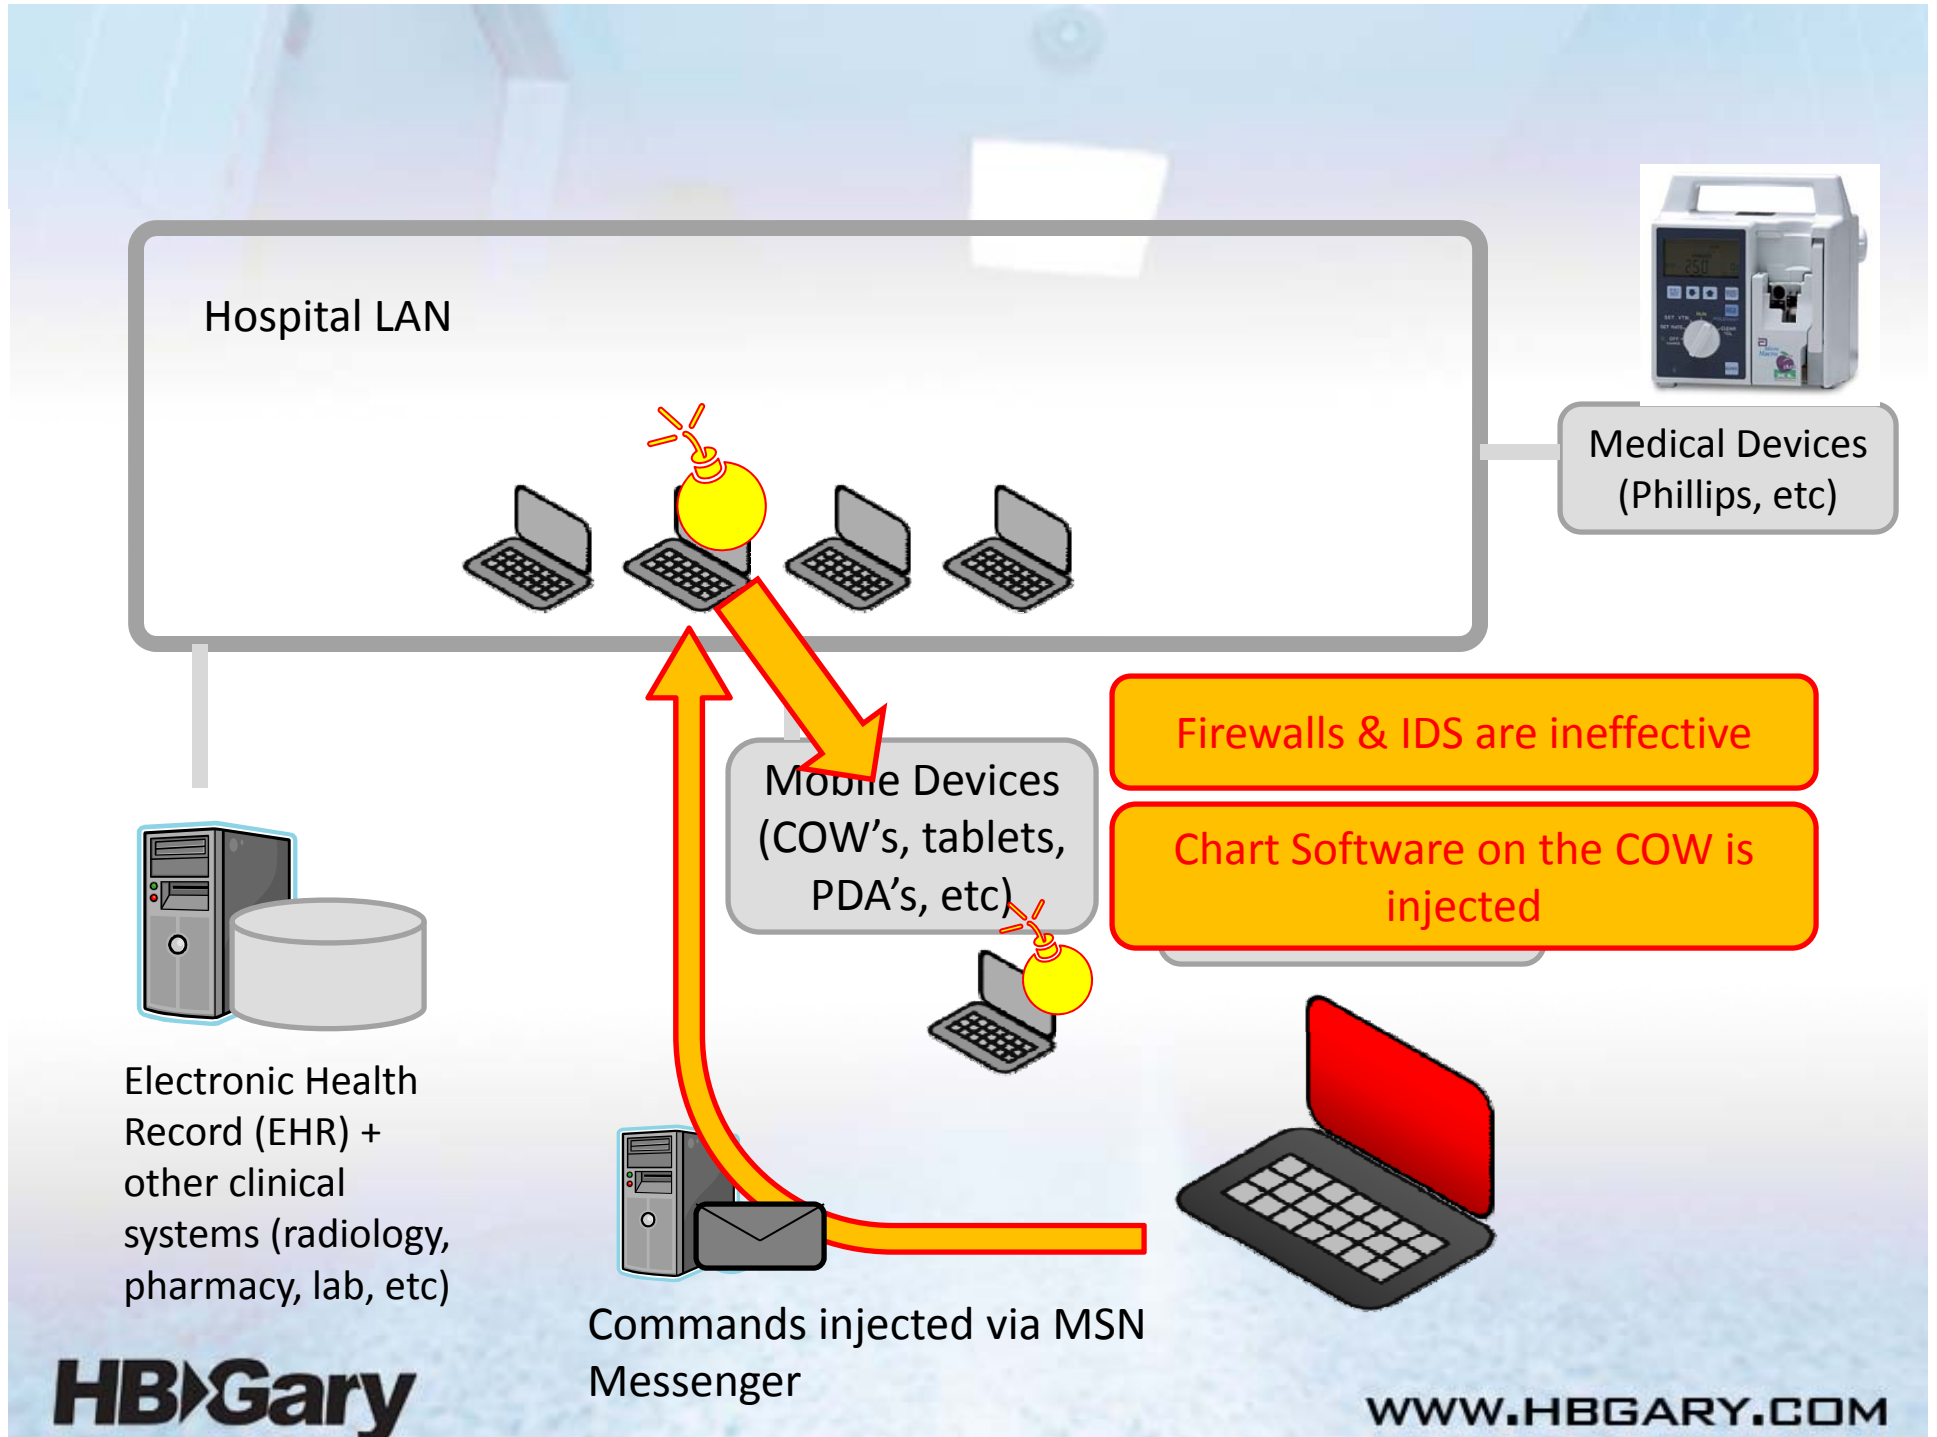 Hospital LAN
250
Medical Devices
(Phillips, etc)
Firewalls & IDS are ineffective
Mobile Devices
(COW's, tablets,
PDA's, etc)
Chart Software on the COW is
injected
Electronic Health
Record (EHR) +
other clinical
systems (radiology,
pharmacy, lab, etc)
Commands injected via MSN
Messenger
HBGary
WWW.HBGARY.COM